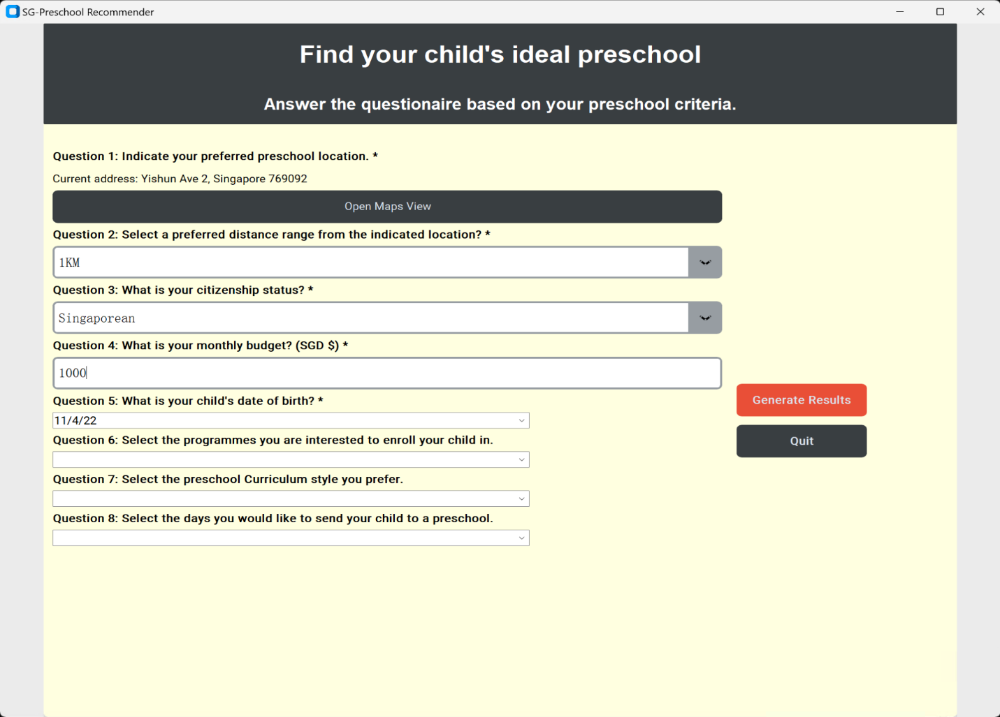 SG-Preschool Recommender
Find your child's ideal preschool
Answer the questionaire based on your preschool criteria.
Question 1: Indicate your preferred preschool location. *
Current address: Yishun Ave 2, Singapore 769092
Open Maps View
Question 2: Select a preferred distance range from the indicated location? *
1KM
Question 3: What is your citizenship status? *
Singaporean
Question 4: What is your monthly budget? (SGD $) *
1000
Question 5: What is your child's date of birth? *
11/4/22
Generate Results
Question 6: Select the programmes you are interested to enroll your child in.
Quit
Question 7: Select the preschool Curriculum style you prefer.
Question 8: Select the days you would like to send your child to a preschool.